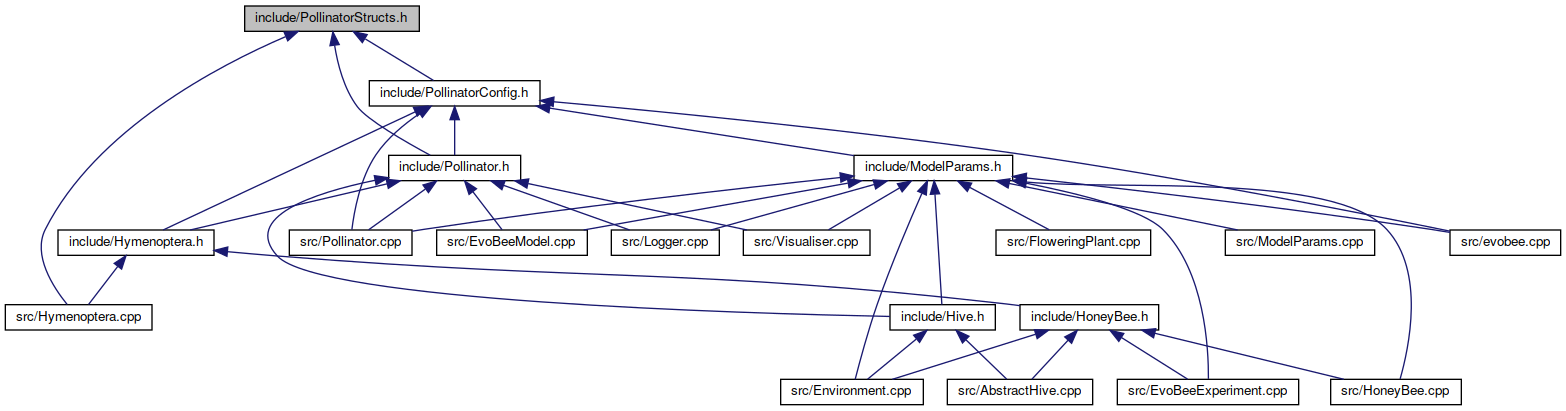 include/PollinatorStructs.h
include/PollinatorConfig.h
include/Pollinator.h
include/ModelParams.h
include/Hymenoptera.h
src/Pollinator.cpp
src/EvoBeeModel.cpp
src/Logger.cpp
src/Visualiser.cpp
src/FloweringPlant.cpp
src/ModelParams.cpp
src/evobee.cpp
src/Hymenoptera.cpp
include/Hive.h
include/HoneyBee.h
src/Environment.cpp
src/AbstractHive.cpp
src/EvoBeeExperiment.cpp
src/HoneyBee.cpp